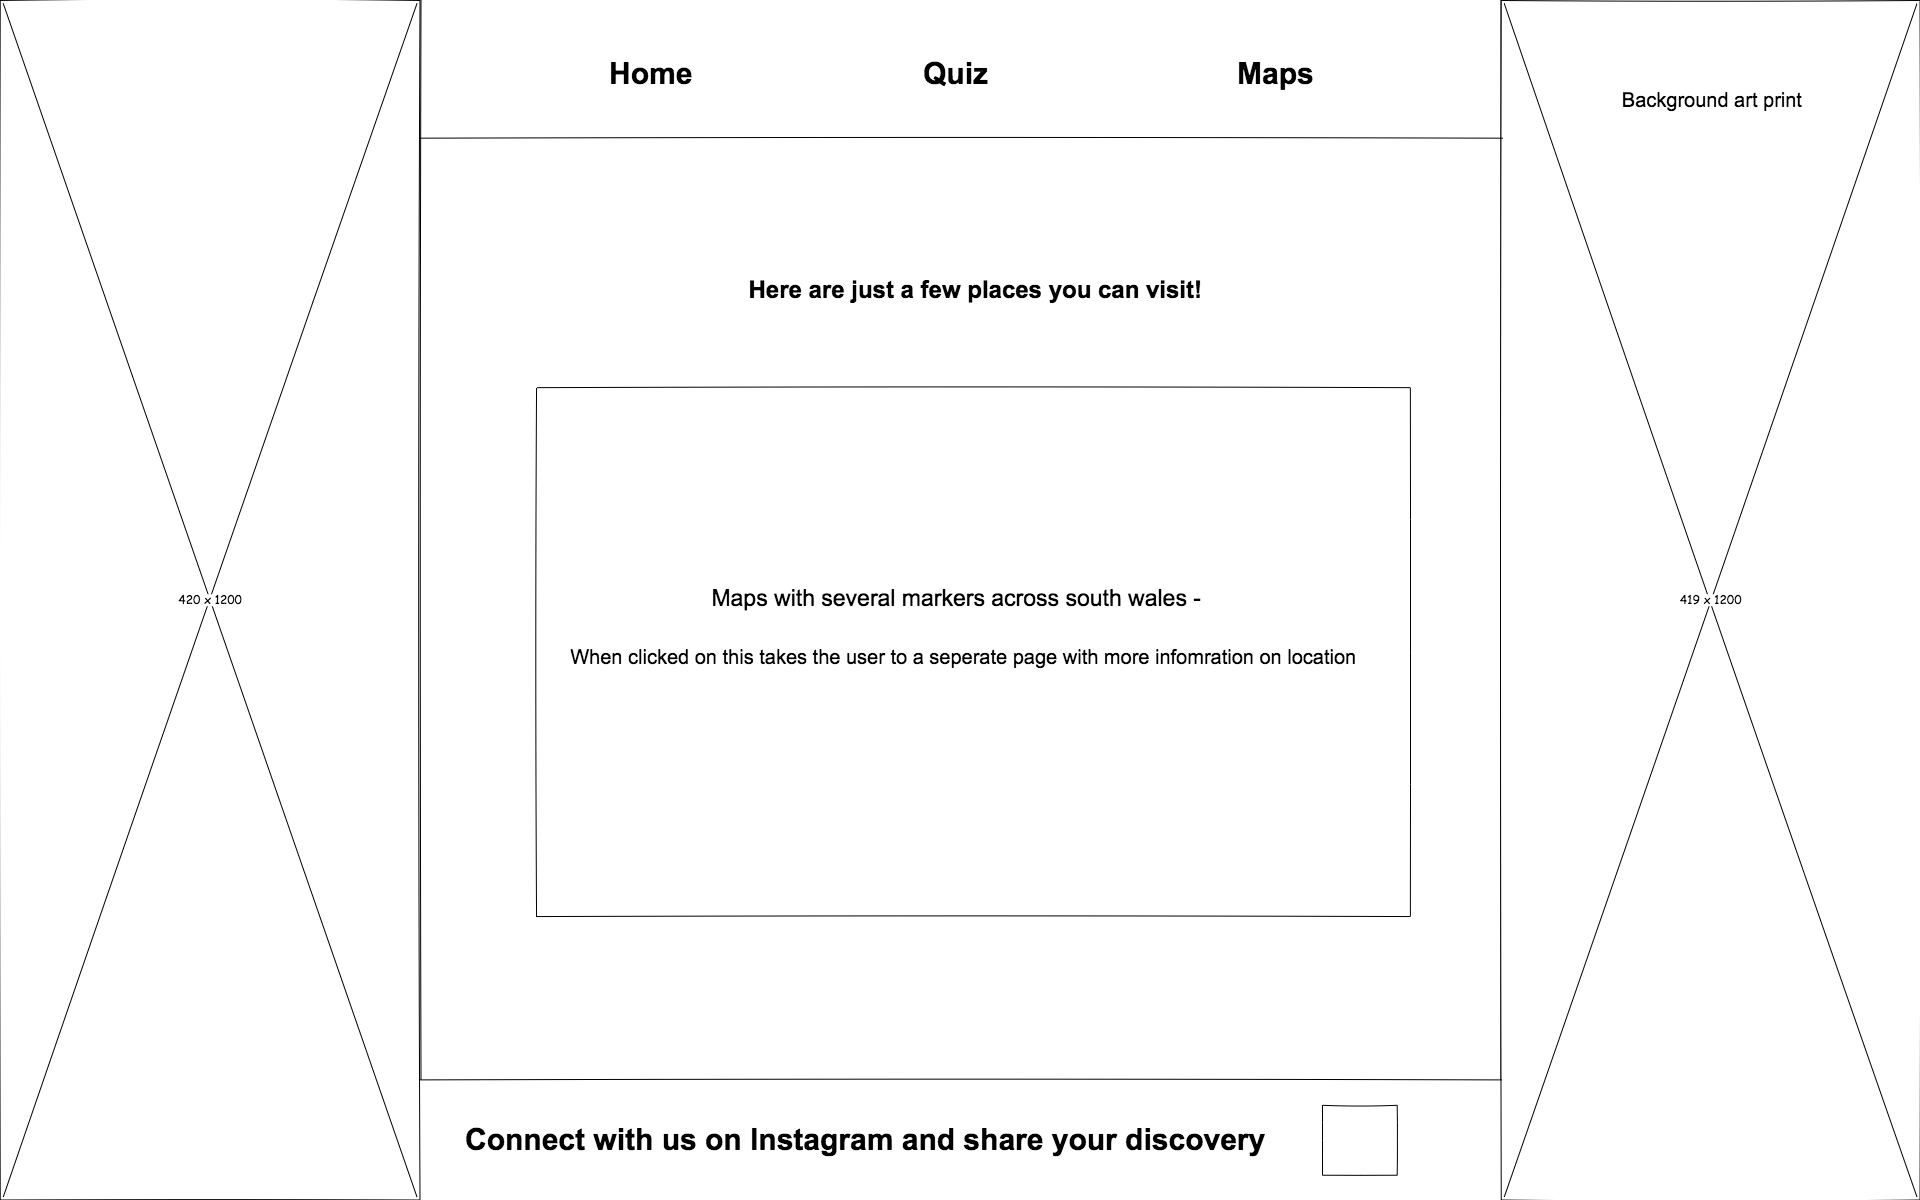 Home
Quiz
Maps
Background art print
Here are just a few places you can visit!
Maps with several markers across south wales -
420 x 1200
419 x 1200
When clicked on this takes the user to a seperate page with more infomration on location
Connect with us on Instagram and share your discovery